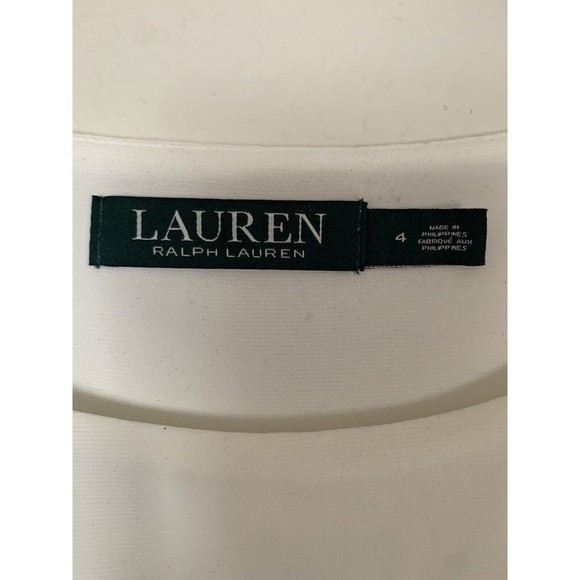 LAUREN
RALPH LAUREN
4
MADE IN
PHILIPPINES
FABRIQUÉ AUX
PHILIPPINES